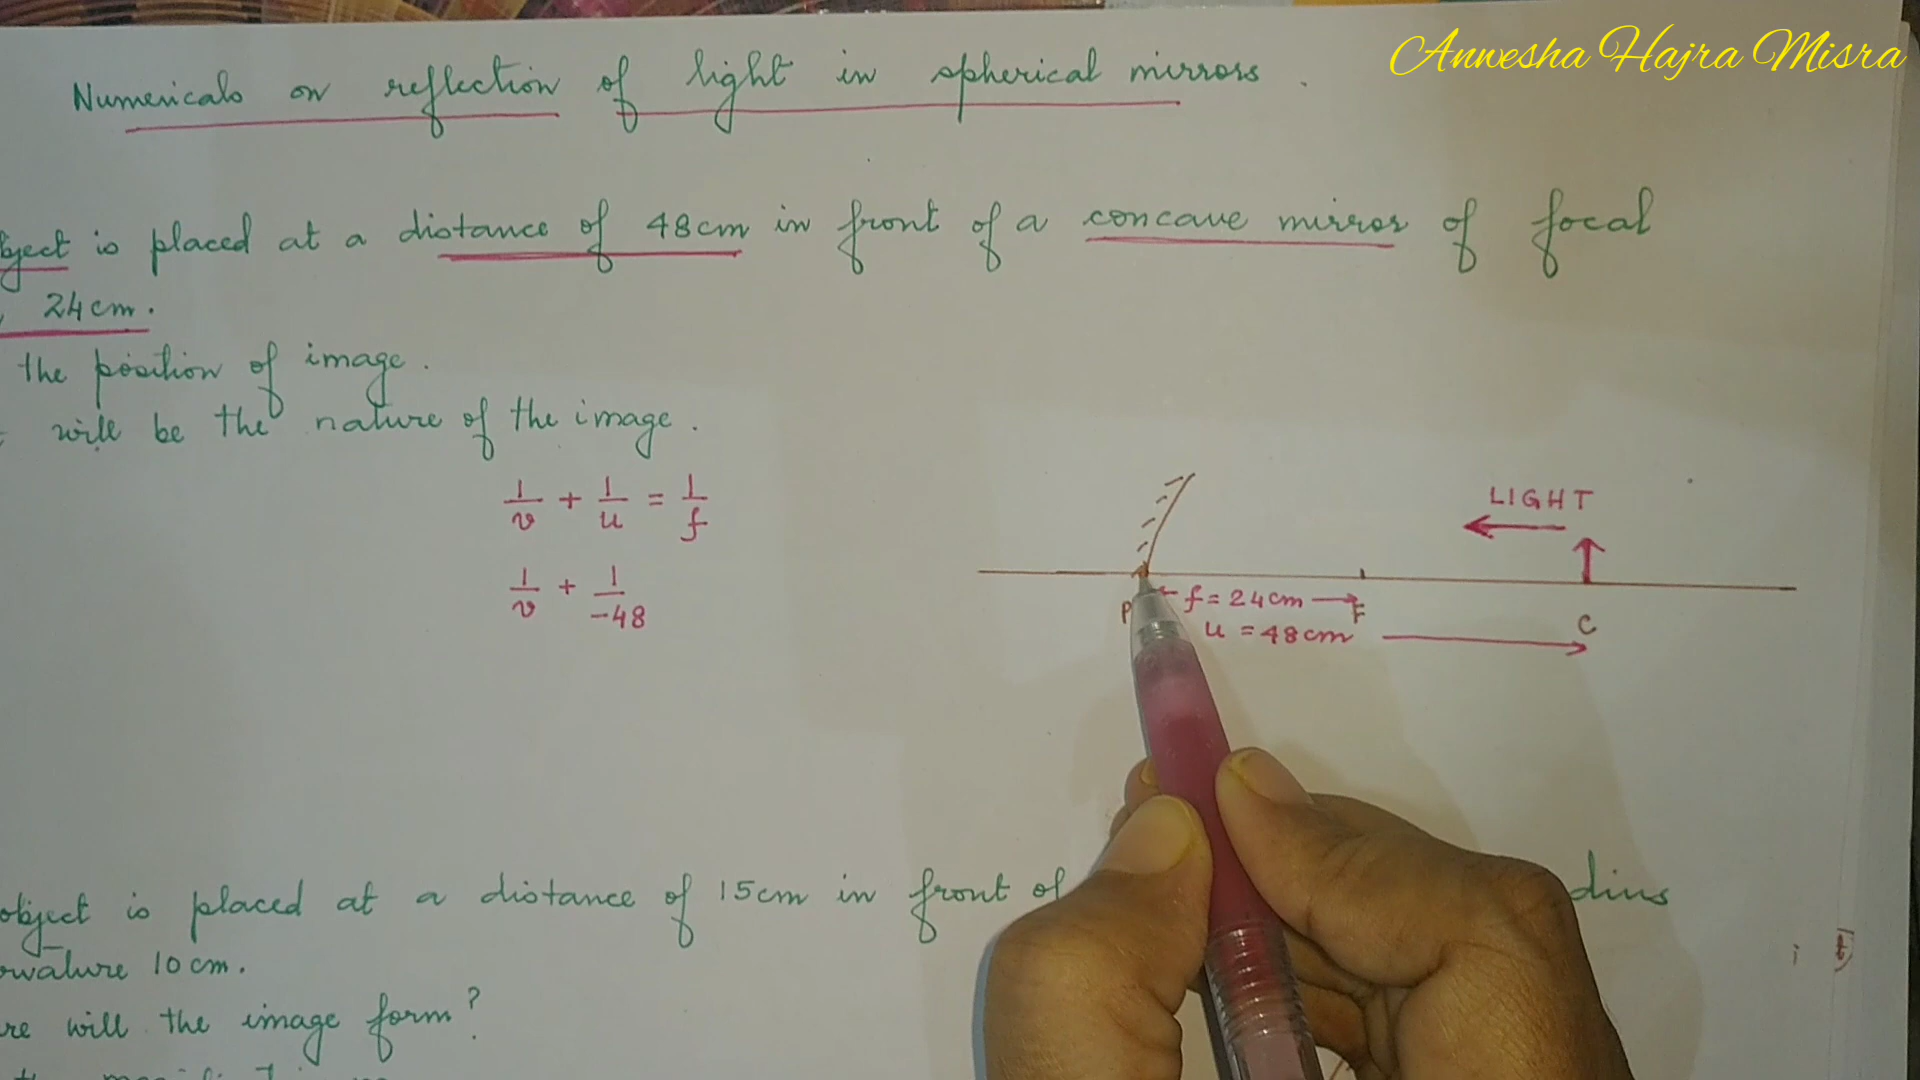 Anwesha Hajra Misra
Numericals on reflection of light in spherical mirrors.
bject is placed at a distance of 48cm in front of a concave mirror of focal
24cm.
the position of image.
will be the nature of the image.
1/v + 1/u = 1/f
1/v + 1/-48
LIGHT
P f = 24cm F
u = 48cm C
object is placed at a distance of 15cm in front of dius
rvature 10cm.
re will the image form?